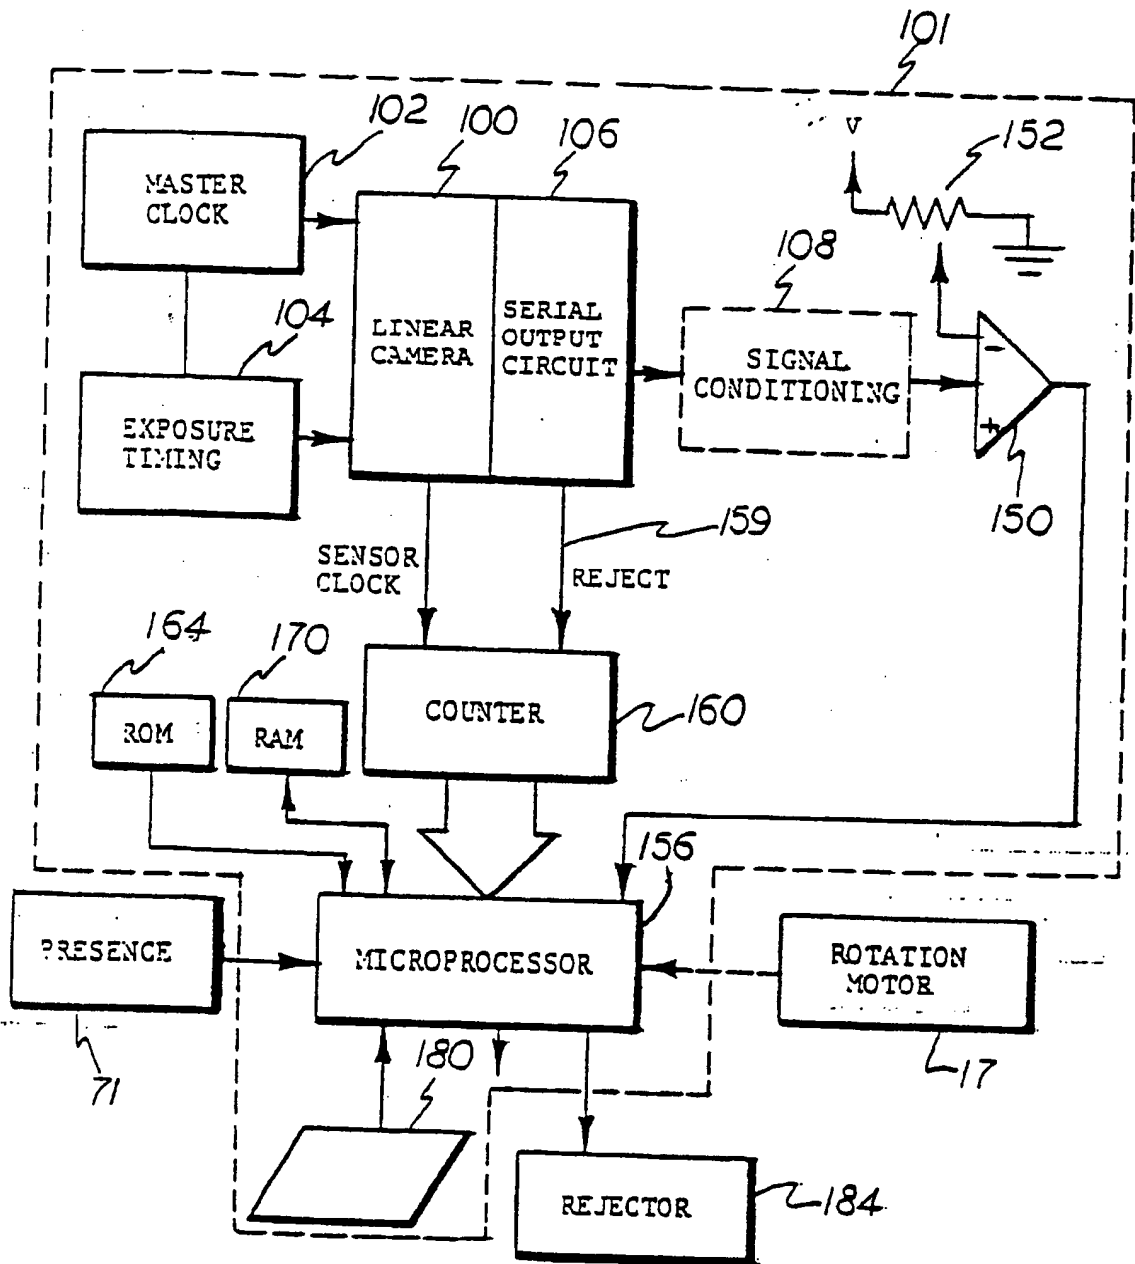 101
102
100
106
V
152
MASTER
CLOCK
108
104
LINEAR
CAMERA
SERIAL
OUTPUT
CIRCUIT
SIGNAL
CONDITIONING
-
+
EXPOSURE
TIMING
150
159
SENSOR
CLOCK
REJECT
164
170
ROM
RAM
COUNTER
160
156
PRESENCE
MICROPROCESSOR
ROTATION
MOTOR
71
180
17
REJECTOR
184